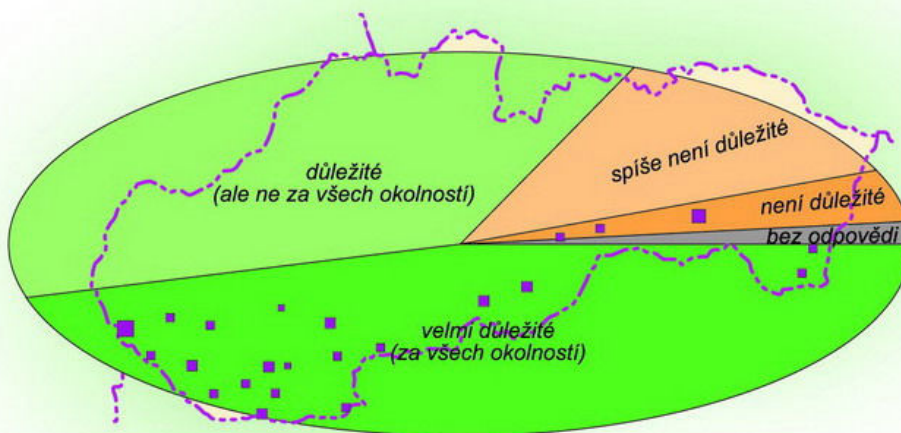 spíše není důležité
důležité
(ale ne za všech okolností)
není důležité
bez odpovědi
velmi důležité
(za všech okolností)